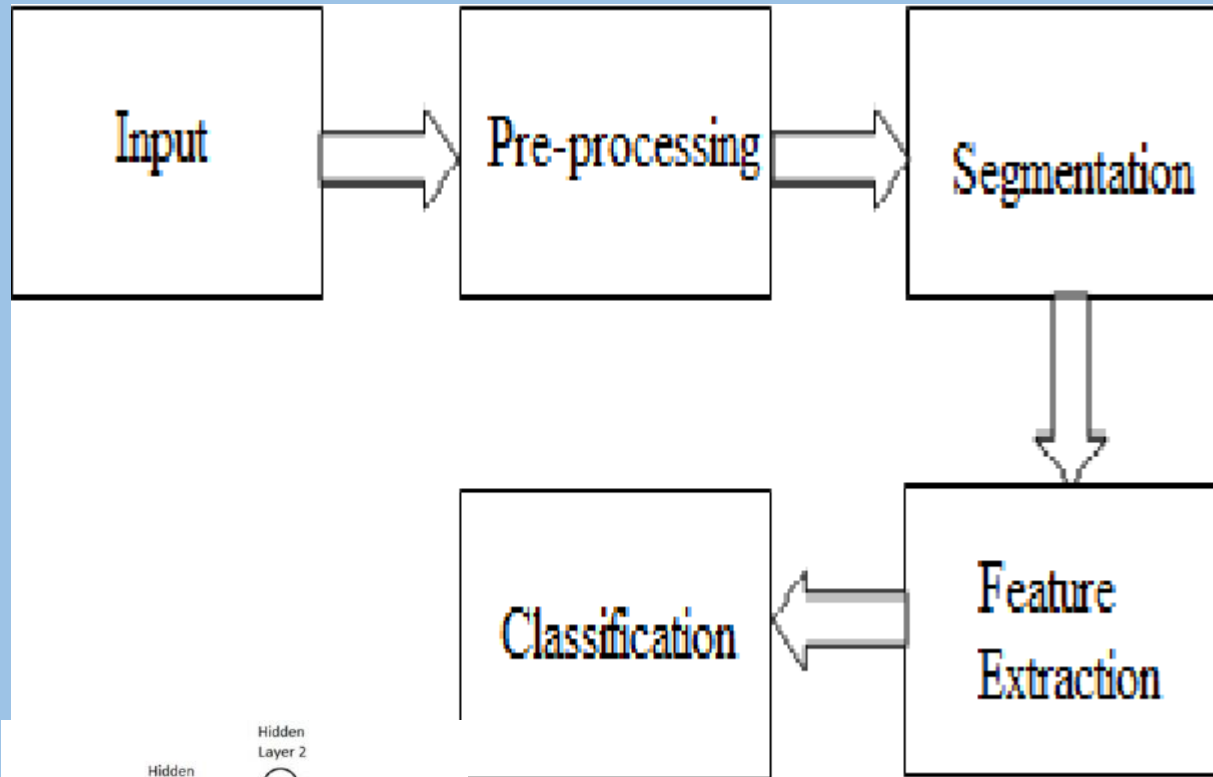 Input
Pre-processing
Segmentation
Feature
Extraction
Classification
Hidden
Layer 2
Hidden